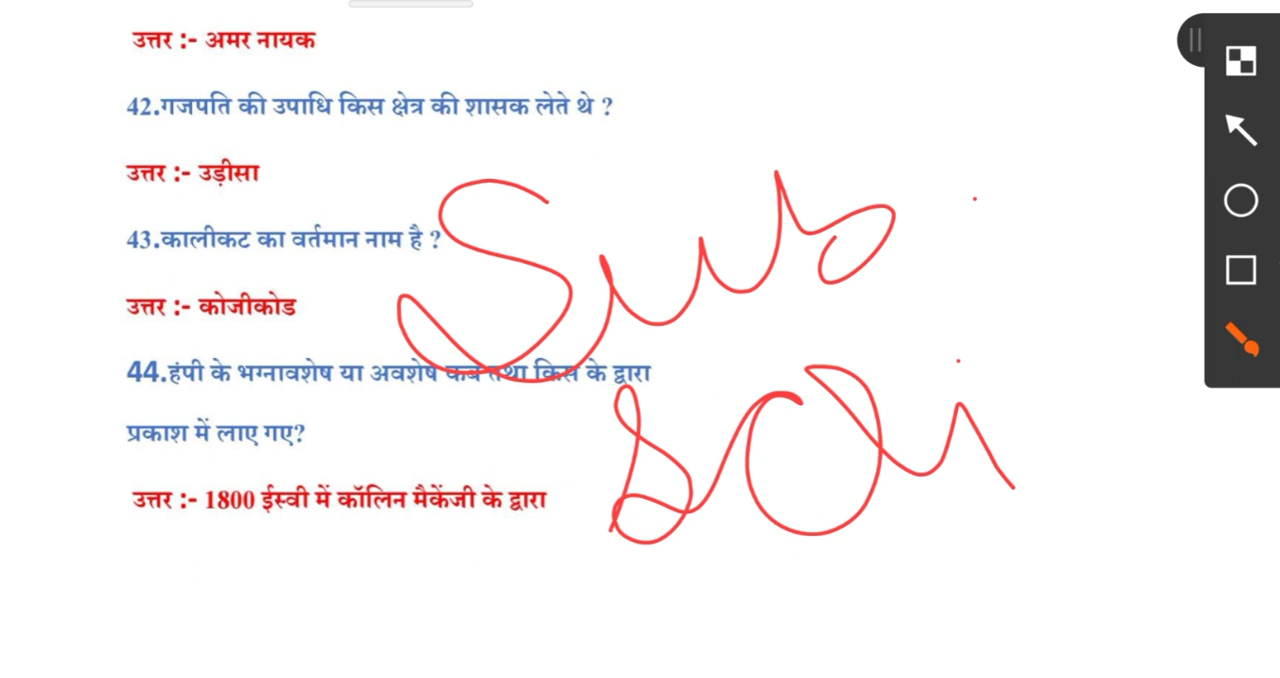 उत्तर :- अमर नायक
42.गजपति की उपाधि किस क्षेत्र की शासक लेते थे ?
उत्तर :- उड़ीसा
43.कालीकट का वर्तमान नाम है ?
उत्तर :- कोजीकोड
44.हंपी के भग्नावशेष या अवशेष कब तथा किस के द्वारा
प्रकाश में लाए गए?
उत्तर :- 1800 ईस्वी में कॉलिन मैकेंजी के द्वारा
Sub